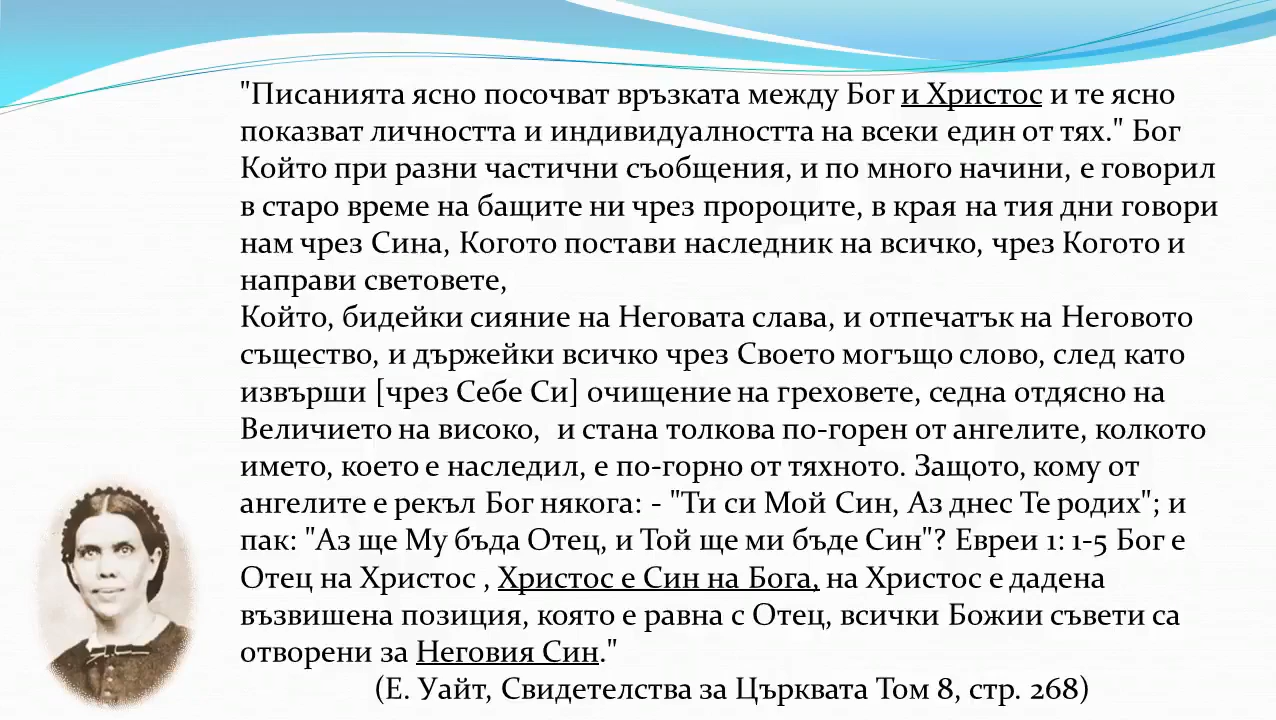 "Писанията ясно посочват връзката между Бог и Христос и те ясно
показват личността и индивидуалността на всеки един от тях." Бог
Който при разни частични съобщения, и по много начини, е говорил
в старо време на бащите ни чрез пророците, в края на тия дни говори
нам чрез Сина, Когото постави наследник на всичко, чрез Когото и
направи световете,
Който, бидейки сияние на Неговата слава, и отпечатък на Неговото
същество, и държейки всичко чрез Своето могъщо слово, след като
извърши [чрез Себе Си] очищение на греховете, седна отдясно на
Величието на високо, и стана толкова по-горен от ангелите, колкото
името, което е наследил, е по-горно от тяхното. Защото, кому от
ангелите е рекъл Бог някога: - "Ти си Мой Син, Аз днес Те родих"; и
пак: "Аз ще Му бъда Отец, и Той ще ми бъде Син"? Евреи 1: 1-5 Бог е
Отец на Христос , Христос е Син на Бога, на Христос е дадена
възвишена позиция, която е равна с Отец, всички Божии съвети са
отворени за Неговия Син."
(Е. Уайт, Свидетелства за Църквата Том 8, стр. 268)